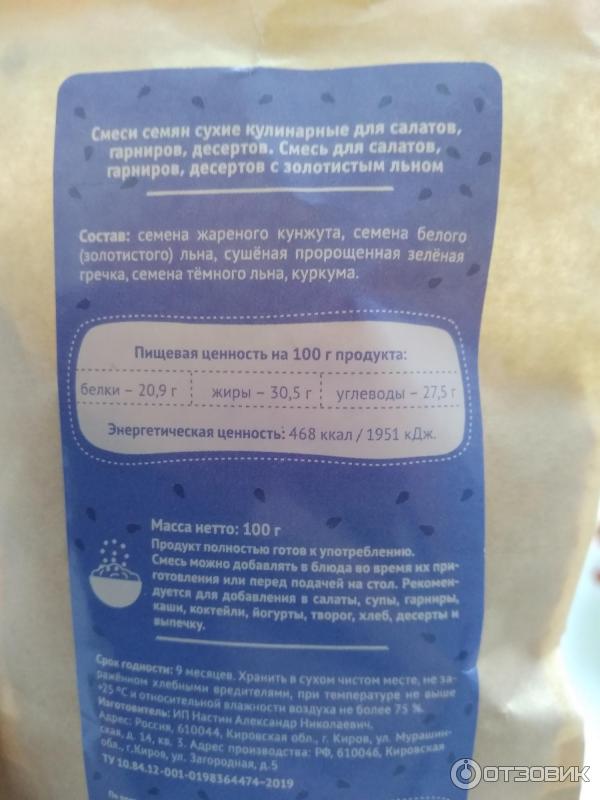 Смеси семян сухие кулинарные для салатов,
гарниров, десертов. Смесь для салатов,
гарниров, десертов с золотистым льном
Состав: семена жареного кунжута, семена белого
(золотистого) льна, сушёная пророщенная зелёная
гречка, семена тёмного льна, куркума.
Пищевая ценность на 100 г продукта:
белки – 20,9 г жиры – 30,5 г углеводы – 27,5 г
Энергетическая ценность: 468 ккал / 1951 кДж.
Масса нетто: 100 г
Продукт полностью готов к употреблению.
Смесь можно добавлять в блюда во время их при-
готовления или перед подачей на стол. Рекомен-
дуется для добавления в салаты, супы, гарниры,
каши, коктейли, йогурты, творог, хлеб, десерты и
выпечку.
Срок годности: 9 месяцев. Хранить в сухом чистом месте, не за-
ражённом хлебными вредителями, при температуре не выше
+25 °С и относительной влажности воздуха не более 75 %.
Изготовитель: ИП Настин Александр Николаевич.
Адрес: Россия, 610044, Кировская обл., г. Киров, ул. Мурашин-
ская, д. 14, кв. 3. Адрес производства: РФ, 610046, Кировская
обл., г.Киров, ул. Загородная, д.5
ТУ 10.84.12-001-0198364474-2019
ОТЗОВИК